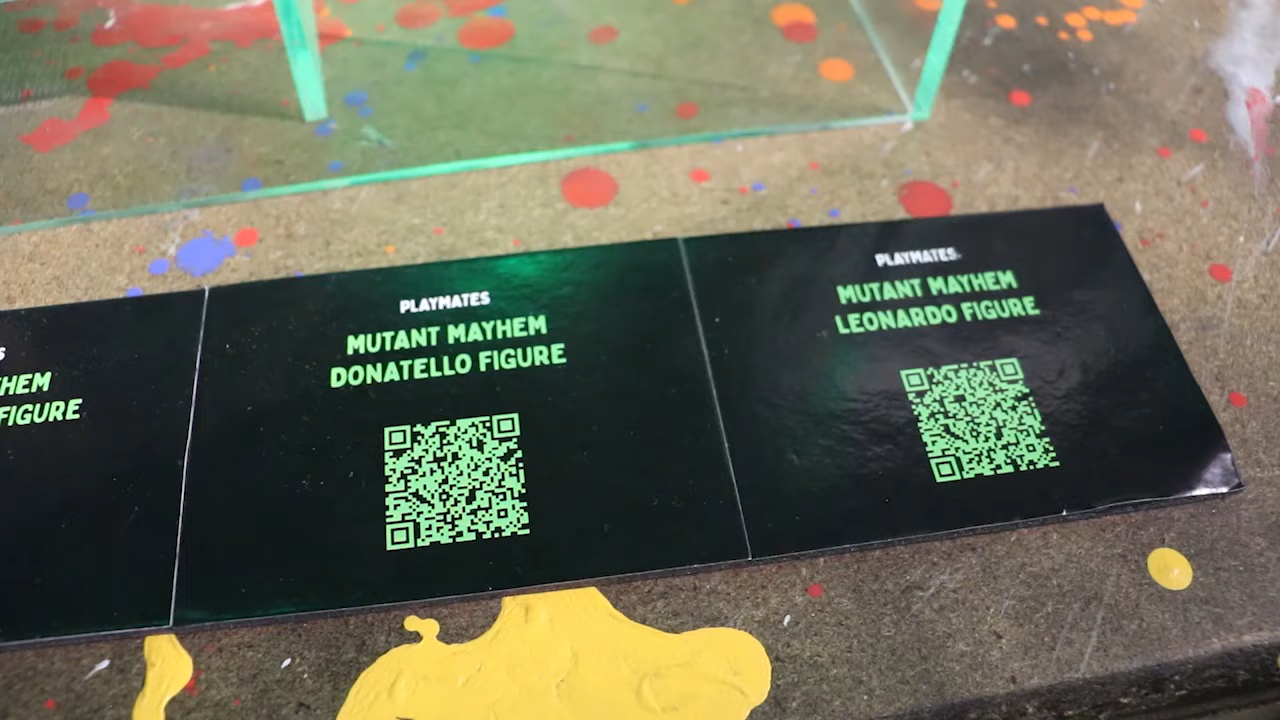 HEM
FIGURE
PLAYMATES
MUTANT MAYHEM
DONATELLO FIGURE
PLAYMATES
MUTANT MAYHEM
LEONARDO FIGURE